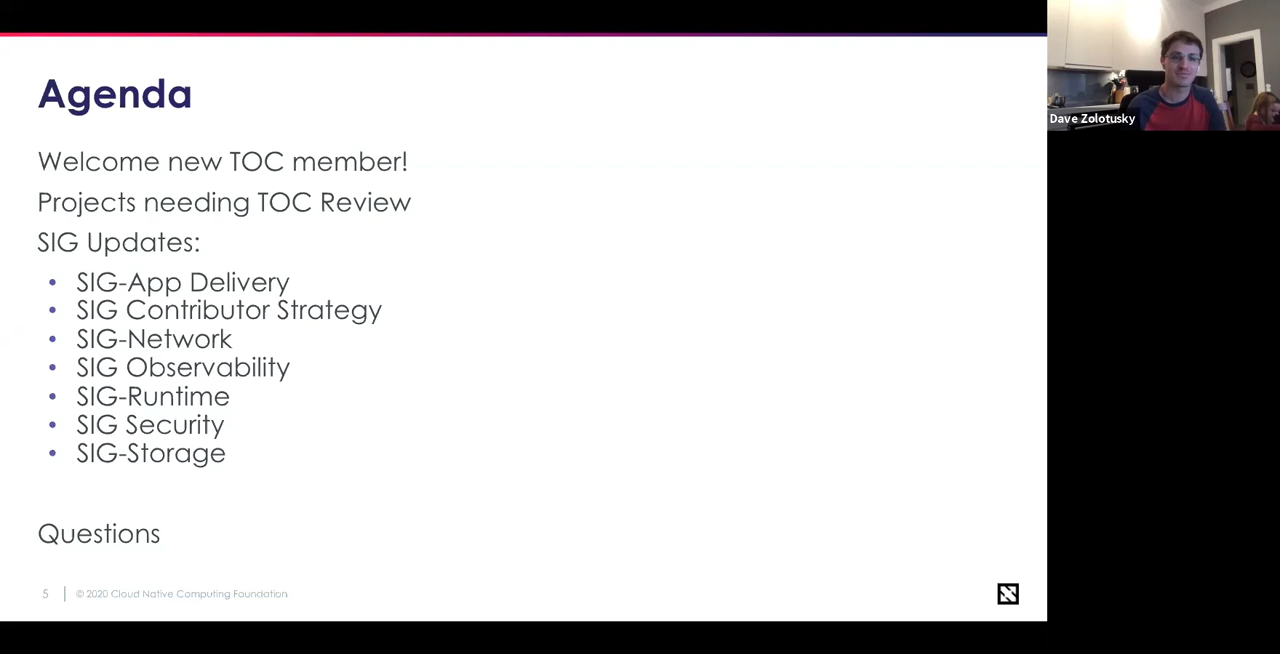 Agenda
Welcome new TOC member!
Projects needing TOC Review
SIG Updates:
• SIG-App Delivery
• SIG Contributor Strategy
• SIG-Network
• SIG Observability
• SIG-Runtime
• SIG Security
• SIG-Storage
Questions
5
© 2020 Cloud Native Computing Foundation
Dave Zolotusky